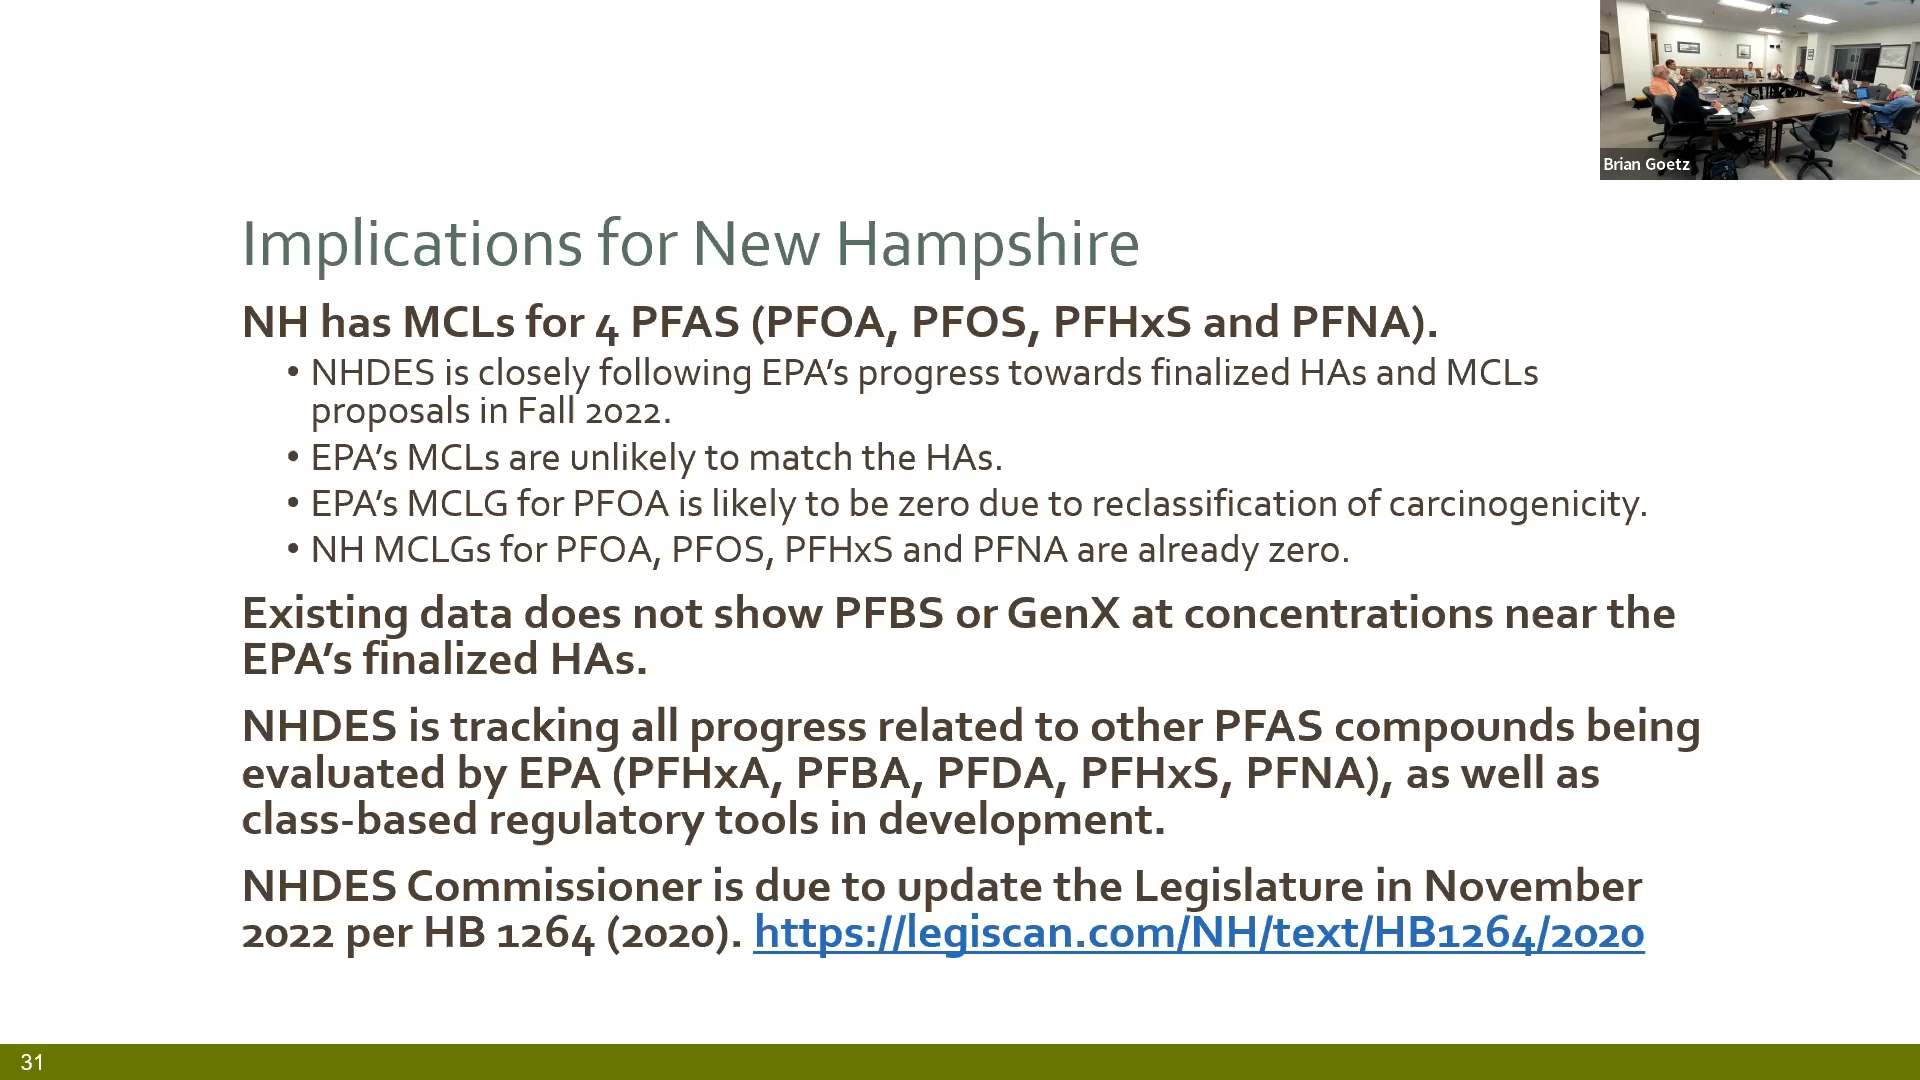 Brian Goetz
Implications for New Hampshire
NH has MCLs for 4 PFAS (PFOA, PFOS, PFHxS and PFNA).
• NHDES is closely following EPA’s progress towards finalized HAs and MCLs
proposals in Fall 2022.
• EPA’s MCLs are unlikely to match the HAs.
• EPA’s MCLG for PFOA is likely to be zero due to reclassification of carcinogenicity.
• NH MCLGs for PFOA, PFOS, PFHxS and PFNA are already zero.
Existing data does not show PFBS or GenX at concentrations near the
EPA’s finalized HAs.
NHDES is tracking all progress related to other PFAS compounds being
evaluated by EPA (PFHxA, PFBA, PFDA, PFHxS, PFNA), as well as
class-based regulatory tools in development.
NHDES Commissioner is due to update the Legislature in November
2022 per HB 1264 (2020). https://legiscan.com/NH/text/HB1264/2020
31